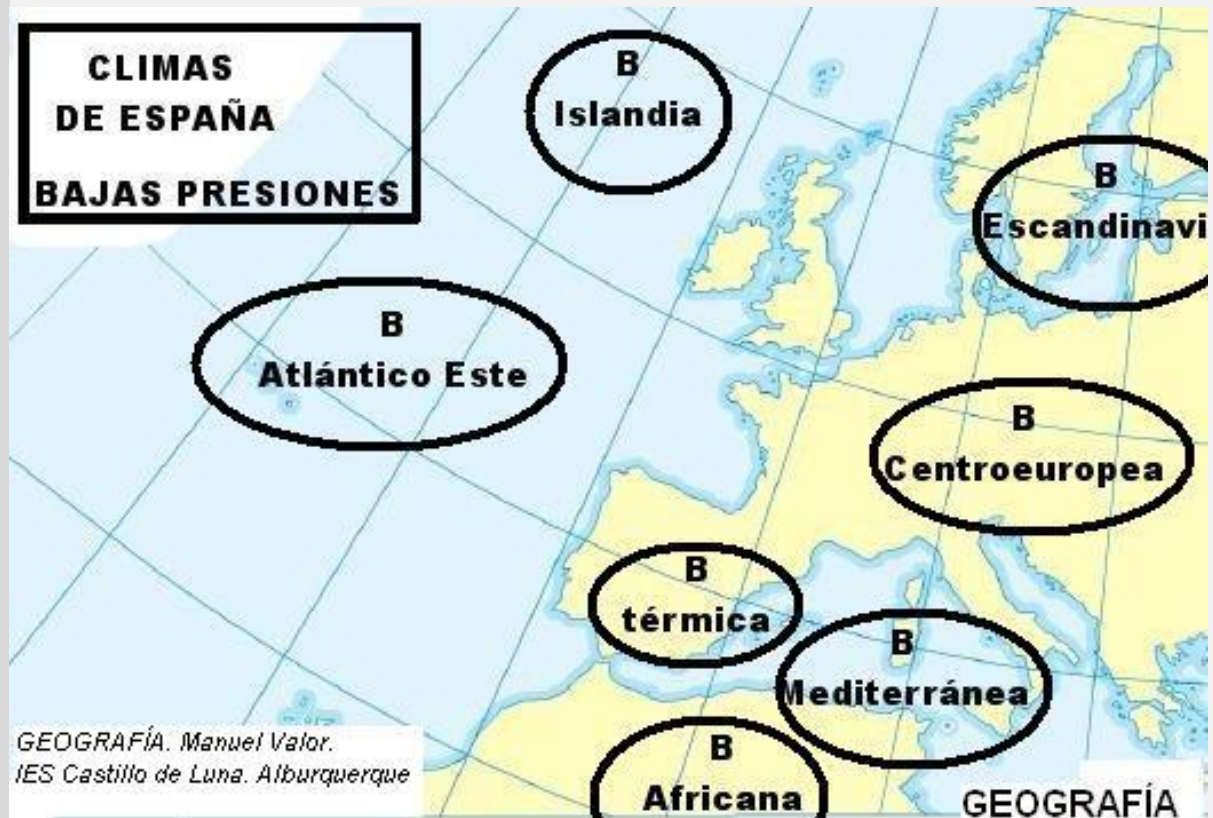 CLIMAS
DE ESPAÑA
BAJAS PRESIONES
B
Islandia
B
Escandinavi
B
Atlántico Este
B
Centroeuropea
B
térmica
B
Mediterránea
B
Africana
GEOGRAFÍA. Manuel Valor.
IES Castillo de Luna. Alburquerque
GEOGRAFÍA